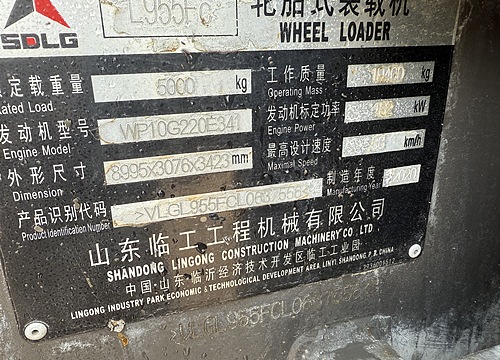 SDLG
L955FC
轮胎式装载机
WHEEL LOADER
定载重量 5000 kg
Rated Load
工作质量 kg
Operating Mass
发动机型号 WP10G220E341
Engine Model
发动机标定功率 kW
Engine Power
外形尺寸 8995x3076x3423 mm
Dimension
最高设计速度 km/h
Maximal Speed
产品识别代码
Product Identification Number
制造年度
Manufacturing Year
山东临工工程机械有限公司
SHANDONG LINGONG CONSTRUCTION MACHINERY CO., LTD
中国·山东·临沂经济技术开发区临工工业园
LINGONG INDUSTRY PARK ECONOMIC & TECHNOLOGICAL DEVELOPMENT AREA, LINYI SHANDONG P.R.CHINA